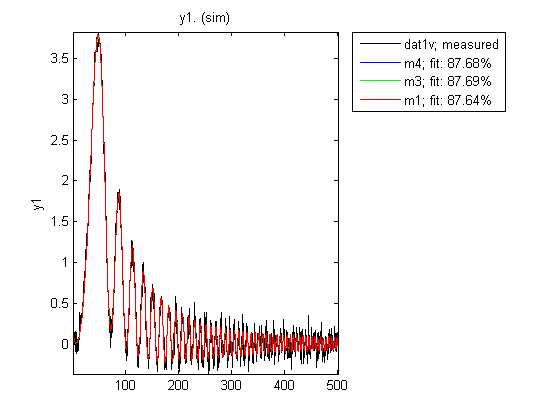 y1. (sim)
dat1v; measured
m4; fit: 87.68%
m3; fit: 87.69%
m1; fit: 87.64%
3.5
3
2.5
2
1.5
1
0.5
0
y1
100
200
300
400
500